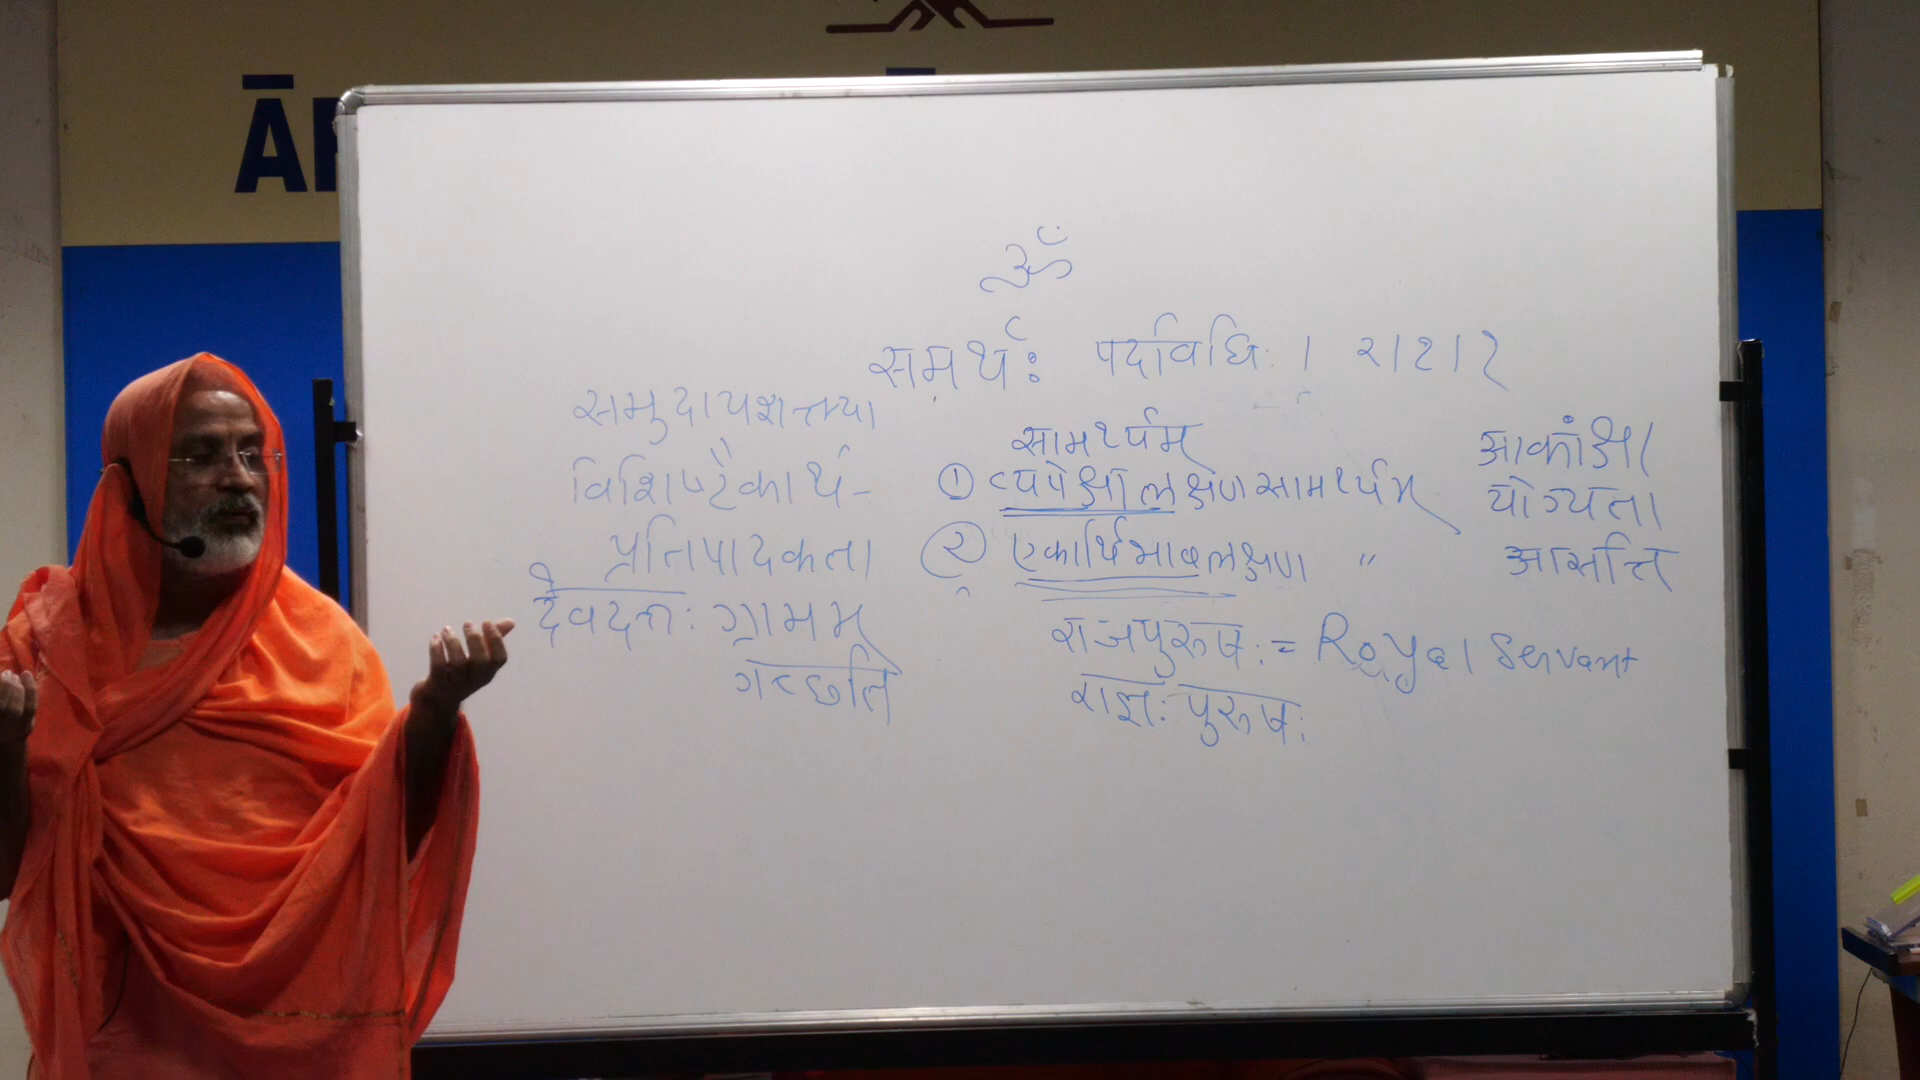 ĀR
ॐ
समर्थः पदविधिः । २।१।१
समुदायशक्त्या
विशिष्टैकार्थ-
प्रतिपादकता
देवदत्तः ग्रामम्
गच्छति
सामर्थ्यम्
① व्यपेक्षालक्षणसामर्थ्यम्
② एकार्थिभावलक्षण "
राजपुरुषः = Royal Servant
राज्ञः पुरुषः
आकांक्षा
योग्यता
आसत्ति